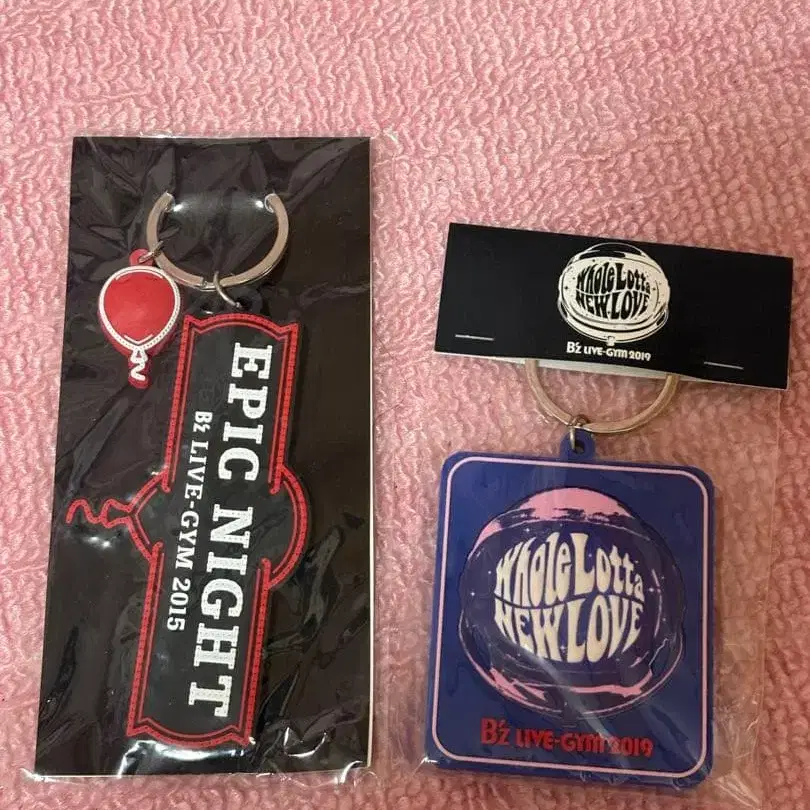 EPIC NIGHT
B'z LIVE-GYM 2015
Whole Lotta
NEW LOVE
B'z LIVE-GYM 2019
Whole Lotta
NEW LOVE
B'z LIVE-GYM 2019